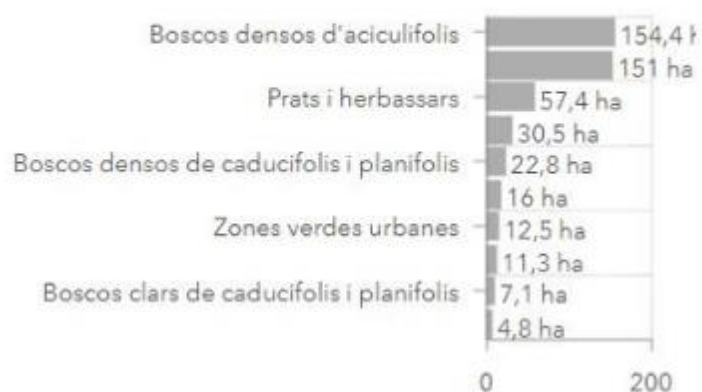 Boscos densos d'aciculifolis 154,4 h
151 ha
Prats i herbassars 57,4 ha
30,5 ha
Boscos densos de caducifolis i planifolis 22,8 ha
16 ha
Zones verdes urbanes 12,5 ha
11,3 ha
Boscos clars de caducifolis i planifolis 7,1 ha
4,8 ha
0 200